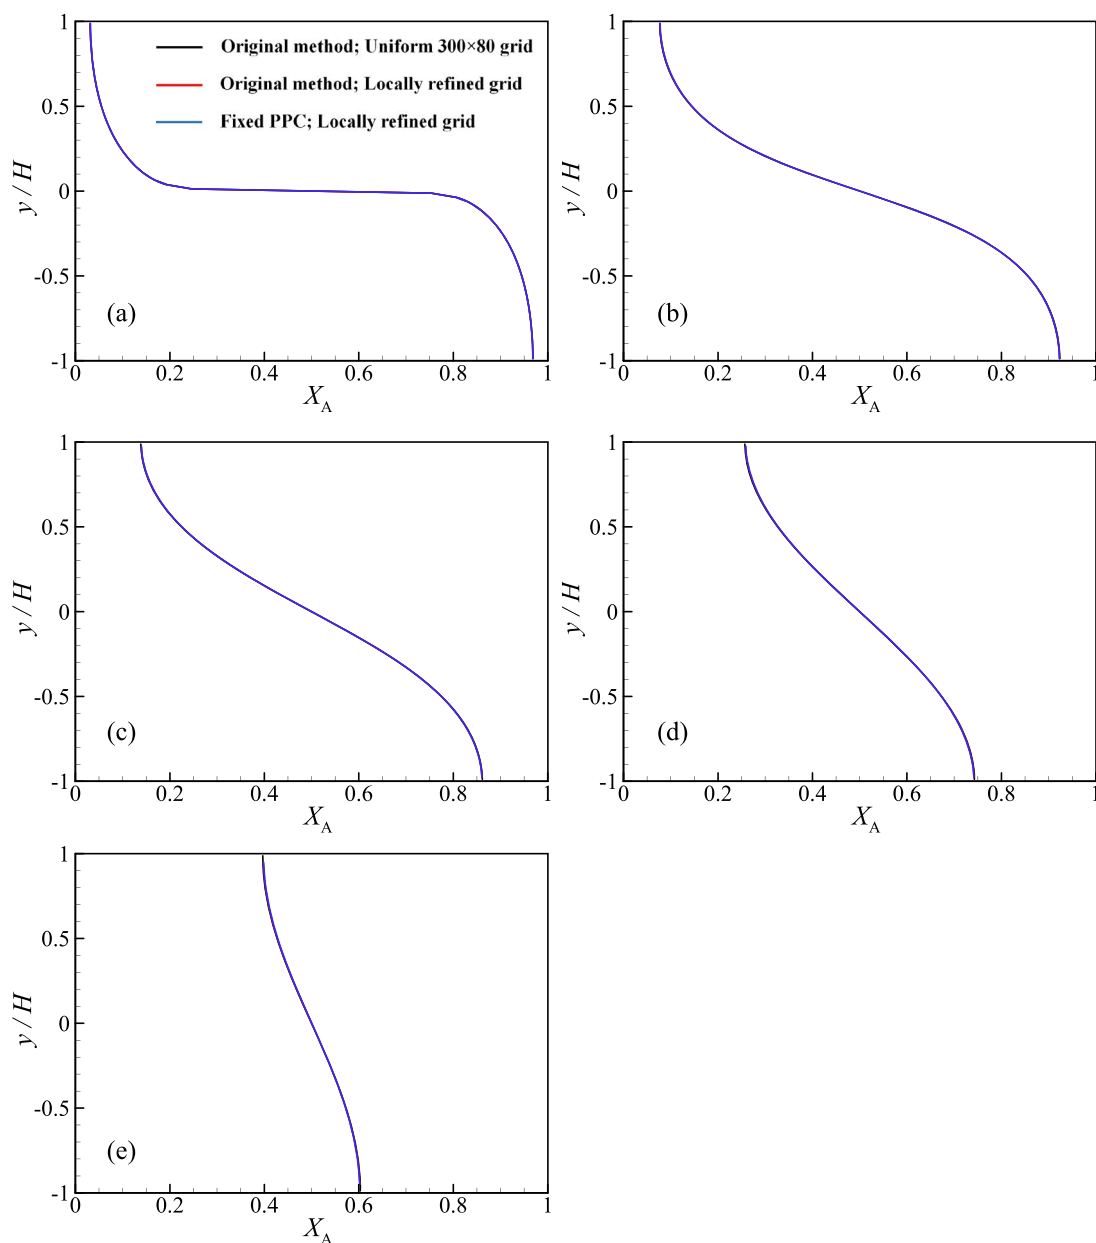 Original method; Uniform 300×80 grid
Original method; Locally refined grid
Fixed PPC; Locally refined grid
1
0.5
0
-0.5
-1
y / H
(a)
0 0.2 0.4 0.6 0.8 1
X_A
1
0.5
0
-0.5
-1
y / H
(b)
0 0.2 0.4 0.6 0.8 1
X_A
1
0.5
0
-0.5
-1
y / H
(c)
0 0.2 0.4 0.6 0.8 1
X_A
1
0.5
0
-0.5
-1
y / H
(d)
0 0.2 0.4 0.6 0.8 1
X_A
1
0.5
0
-0.5
-1
y / H
(e)
0 0.2 0.4 0.6 0.8 1
X_A